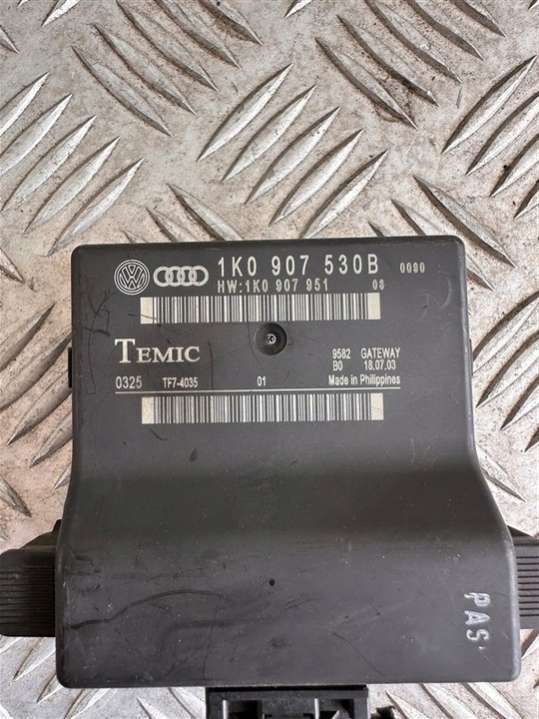 1K0 907 530B 0090
HW:1K0 907 951 08
TEMIC
9582 GATEWAY
B0 18.07.03
0325 TF7-4035 01 Made in Philippines
PAS